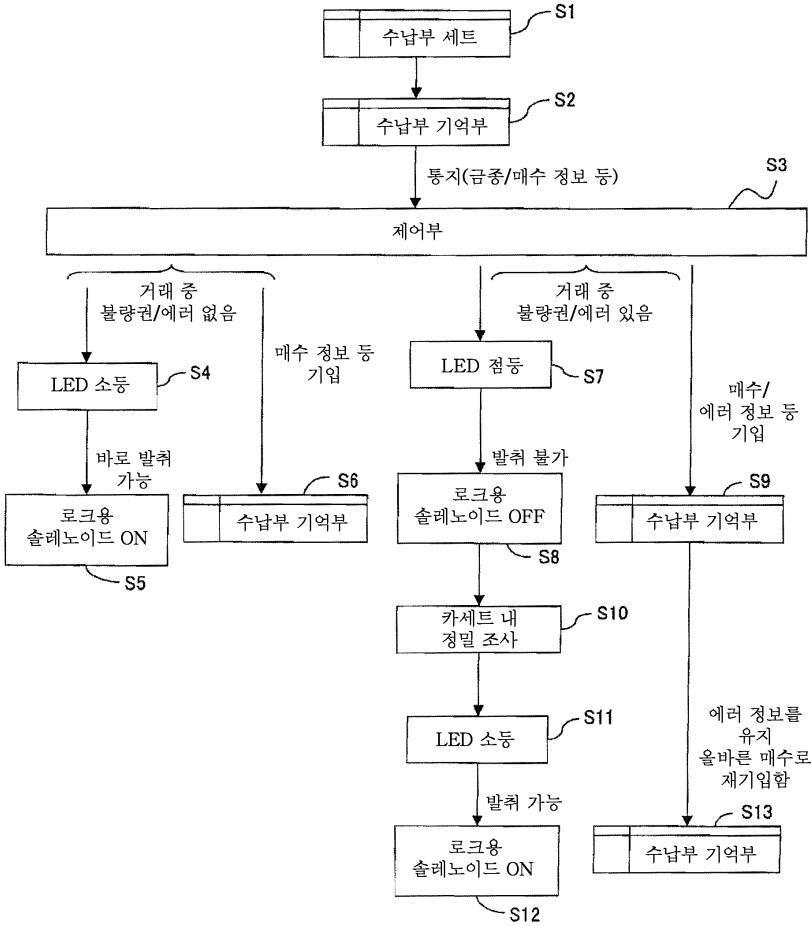 S1
수납부 세트
S2
수납부 기억부
통지(금종/매수 정보 등)
S3
제어부
거래 중
불량권/에러 없음
거래 중
불량권/에러 있음
S4
LED 소등
매수 정보 등
기입
LED 점등
S7
매수/
에러 정보 등
기입
바로 발취
가능
발취 불가
S6
S9
로크용
솔레노이드 ON
수납부 기억부
로크용
솔레노이드 OFF
수납부 기억부
S5
S8
카세트 내
정밀 조사
S10
S11
LED 소등
에러 정보를
유지
올바른 매수로
재기입함
발취 가능
S13
로크용
솔레노이드 ON
수납부 기억부
S12